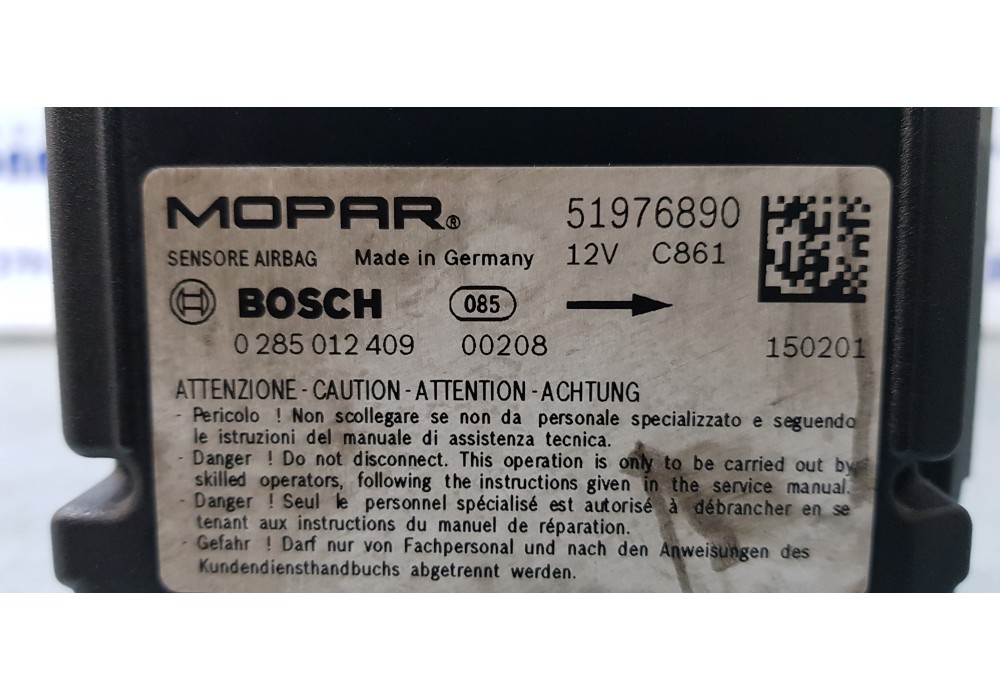 MOPAR® 51976890
SENSORE AIRBAG Made in Germany 12V C861
BOSCH 085
0 285 012 409 00208 150201
ATTENZIONE - CAUTION - ATTENTION - ACHTUNG
- Pericolo ! Non scollegare se non da personale specializzato e seguendo
le istruzioni del manuale di assistenza tecnica.
- Danger ! Do not disconnect. This operation is only to be carried out by
skilled operators, following the instructions given in the service manual.
- Danger ! Seul le personnel spécialisé est autorisé à débrancher en se
tenant aux instructions du manuel de réparation.
- Gefahr ! Darf nur von Fachpersonal und nach den Anweisungen des
Kundendiensthandbuchs abgetrennt werden.